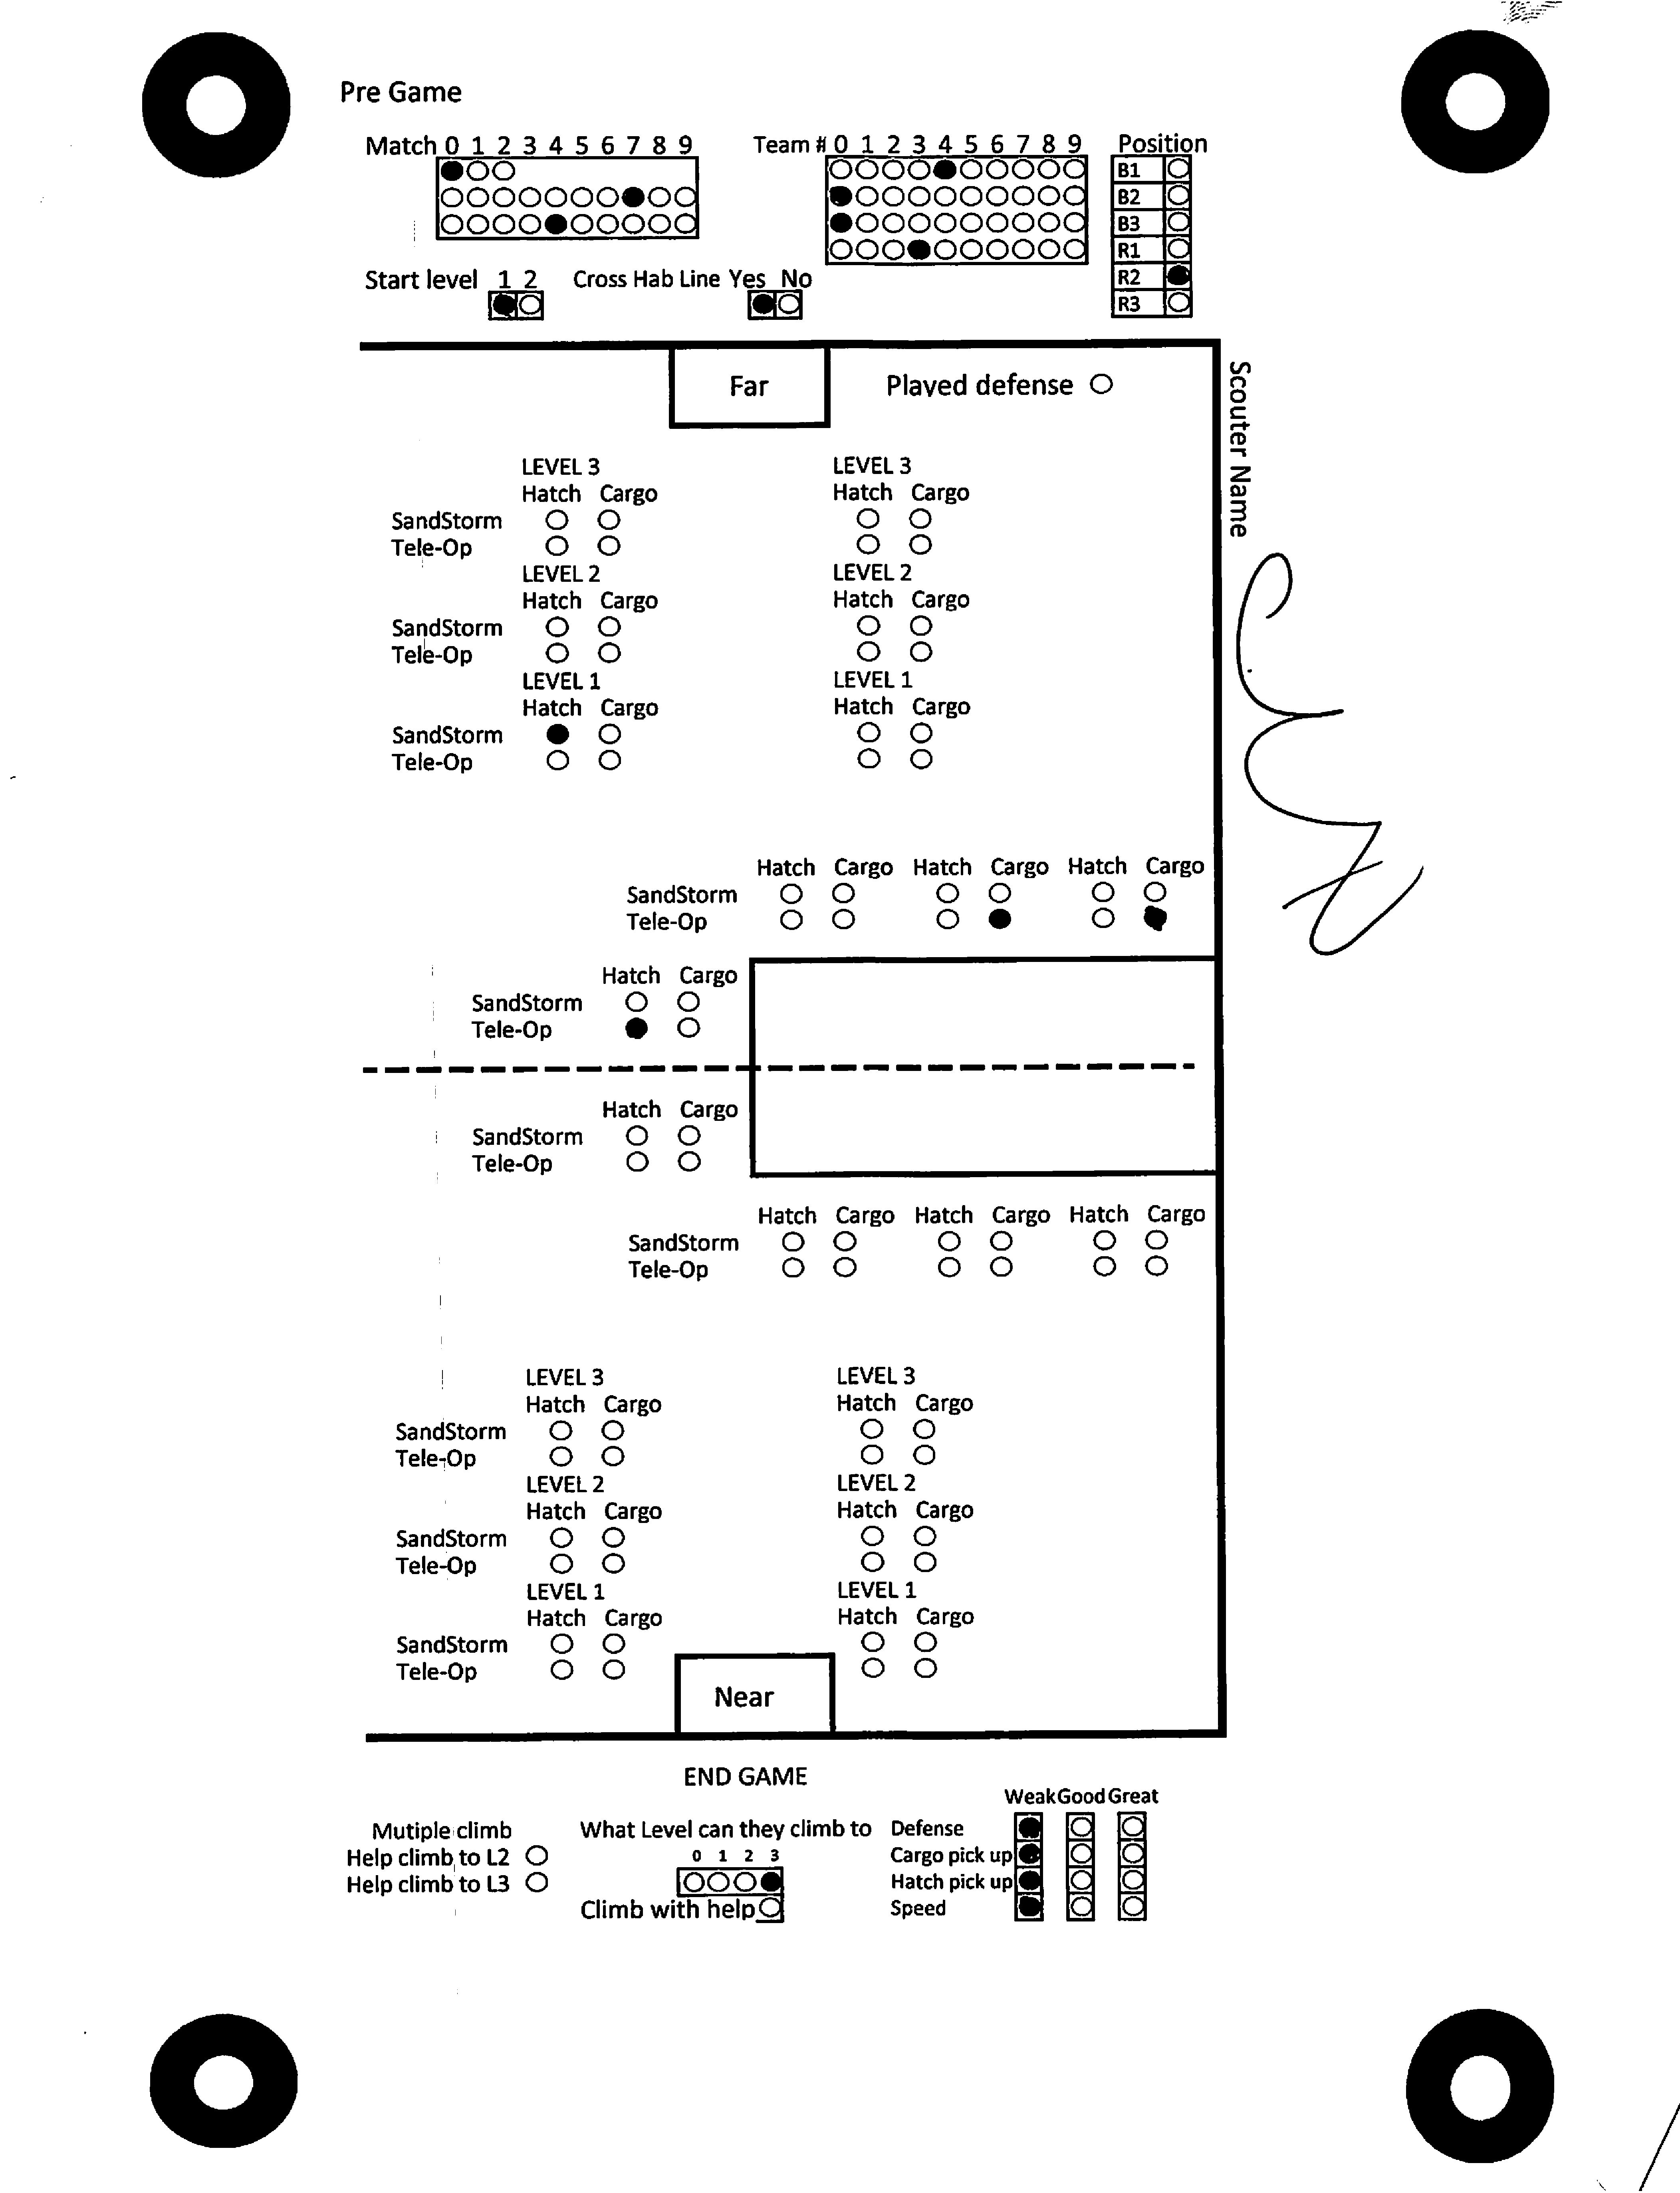 Pre Game
Match 0 1 2 3 4 5 6 7 8 9
Team # 0 1 2 3 4 5 6 7 8 9
Position
B1
B2
B3
R1
R2
R3
Start level 1 2
Cross Hab Line Yes No
Far
Played defense
Scouter Name
LEVEL 3 LEVEL 3
Hatch Cargo Hatch Cargo
SandStorm
Tele-Op
LEVEL 2 LEVEL 2
Hatch Cargo Hatch Cargo
SandStorm
Tele-Op
LEVEL 1 LEVEL 1
Hatch Cargo Hatch Cargo
SandStorm
Tele-Op
Hatch Cargo Hatch Cargo Hatch Cargo
SandStorm
Tele-Op
Hatch Cargo
SandStorm
Tele-Op
Hatch Cargo
SandStorm
Tele-Op
Hatch Cargo Hatch Cargo Hatch Cargo
SandStorm
Tele-Op
LEVEL 3 LEVEL 3
Hatch Cargo Hatch Cargo
SandStorm
Tele-Op
LEVEL 2 LEVEL 2
Hatch Cargo Hatch Cargo
SandStorm
Tele-Op
LEVEL 1 LEVEL 1
Hatch Cargo Hatch Cargo
SandStorm
Tele-Op
Near
END GAME
Mutiple climb
Help climb to L2
Help climb to L3
What Level can they climb to
0 1 2 3
Climb with help
Weak Good Great
Defense
Cargo pick up
Hatch pick up
Speed